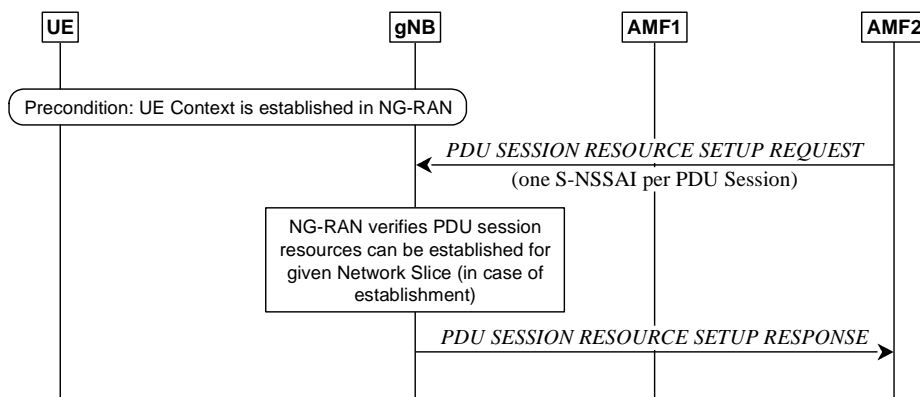 UE gNB AMF1 AMF2
Precondition: UE Context is established in NG-RAN
PDU SESSION RESOURCE SETUP REQUEST
(one S-NSSAI per PDU Session)
NG-RAN verifies PDU session
resources can be established for
given Network Slice (in case of
establishment)
PDU SESSION RESOURCE SETUP RESPONSE